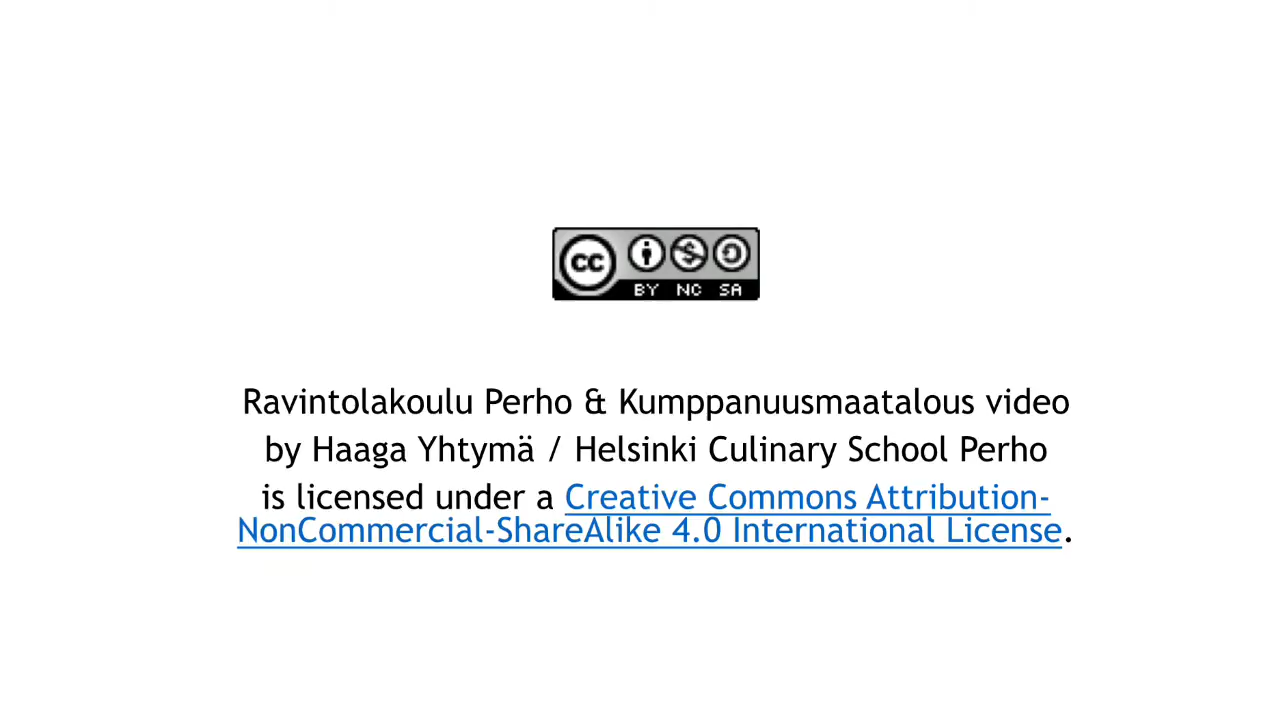 CC BY NC SA
Ravintolakoulu Perho & Kumppanuusmaatalous video
by Haaga Yhtymä / Helsinki Culinary School Perho
is licensed under a Creative Commons Attribution-
NonCommercial-ShareAlike 4.0 International License.